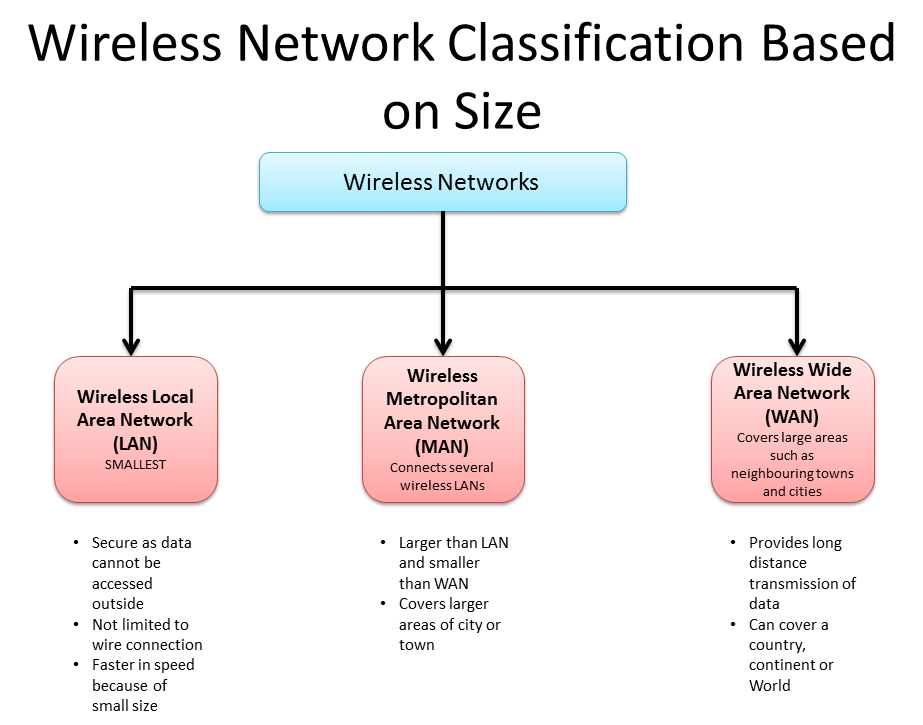 Wireless Network Classification Based
on Size
Wireless Networks
Wireless Local
Area Network
(LAN)
SMALLEST
Wireless
Metropolitan
Area Network
(MAN)
Connects several
wireless LANs
Wireless Wide
Area Network
(WAN)
Covers large areas
such as
neighbouring towns
and cities
• Secure as data
cannot be
accessed
outside
• Not limited to
wire connection
• Faster in speed
because of
small size
• Larger than LAN
and smaller
than WAN
• Covers larger
areas of city or
town
• Provides long
distance
transmission of
data
• Can cover a
country,
continent or
World